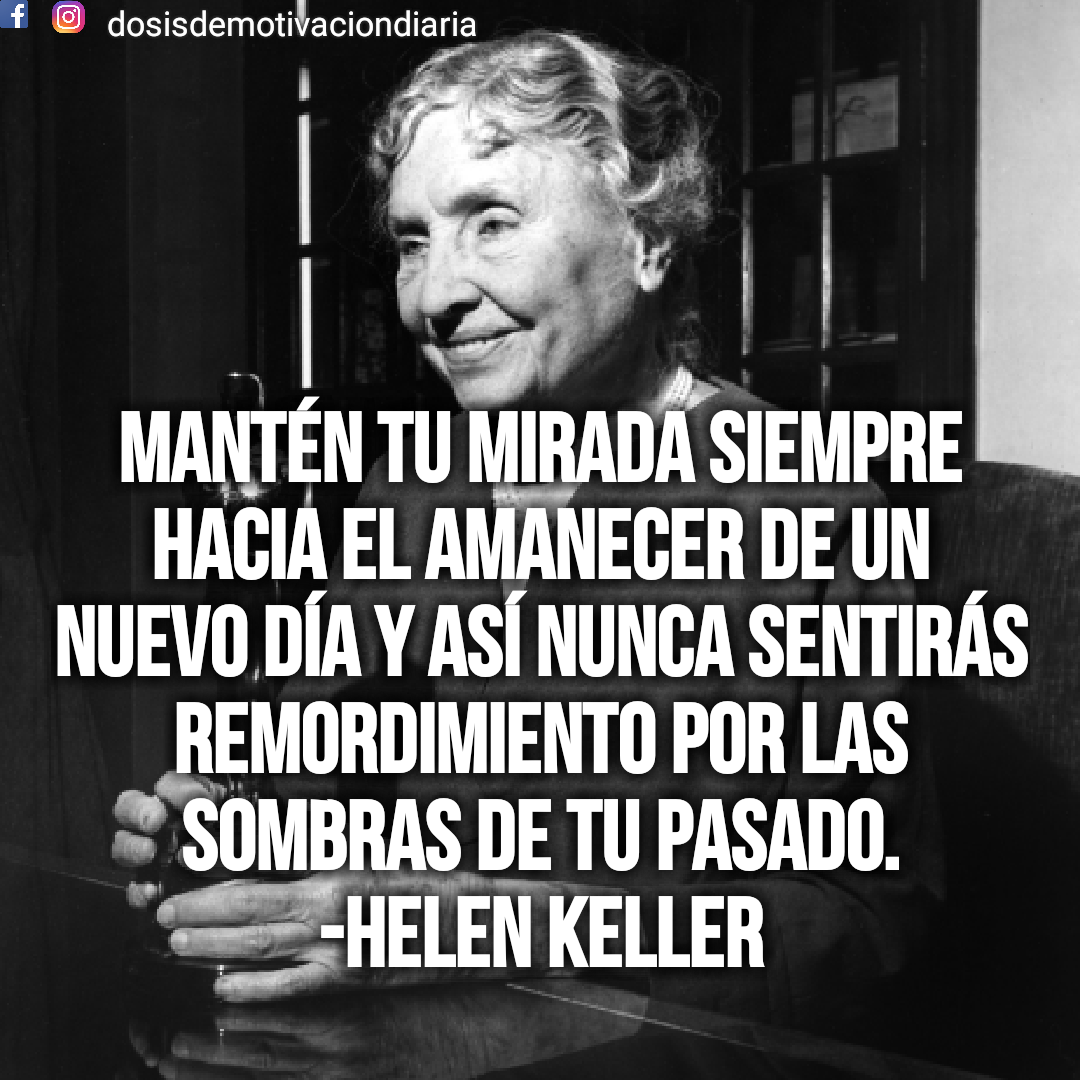 dosisdemotivaciondiaria
MANTÉN TU MIRADA SIEMPRE
HACIA EL AMANECER DE UN
NUEVO DÍA Y ASÍ NUNCA SENTIRÁS
REMORDIMIENTO POR LAS
SOMBRAS DE TU PASADO.
-HELEN KELLER